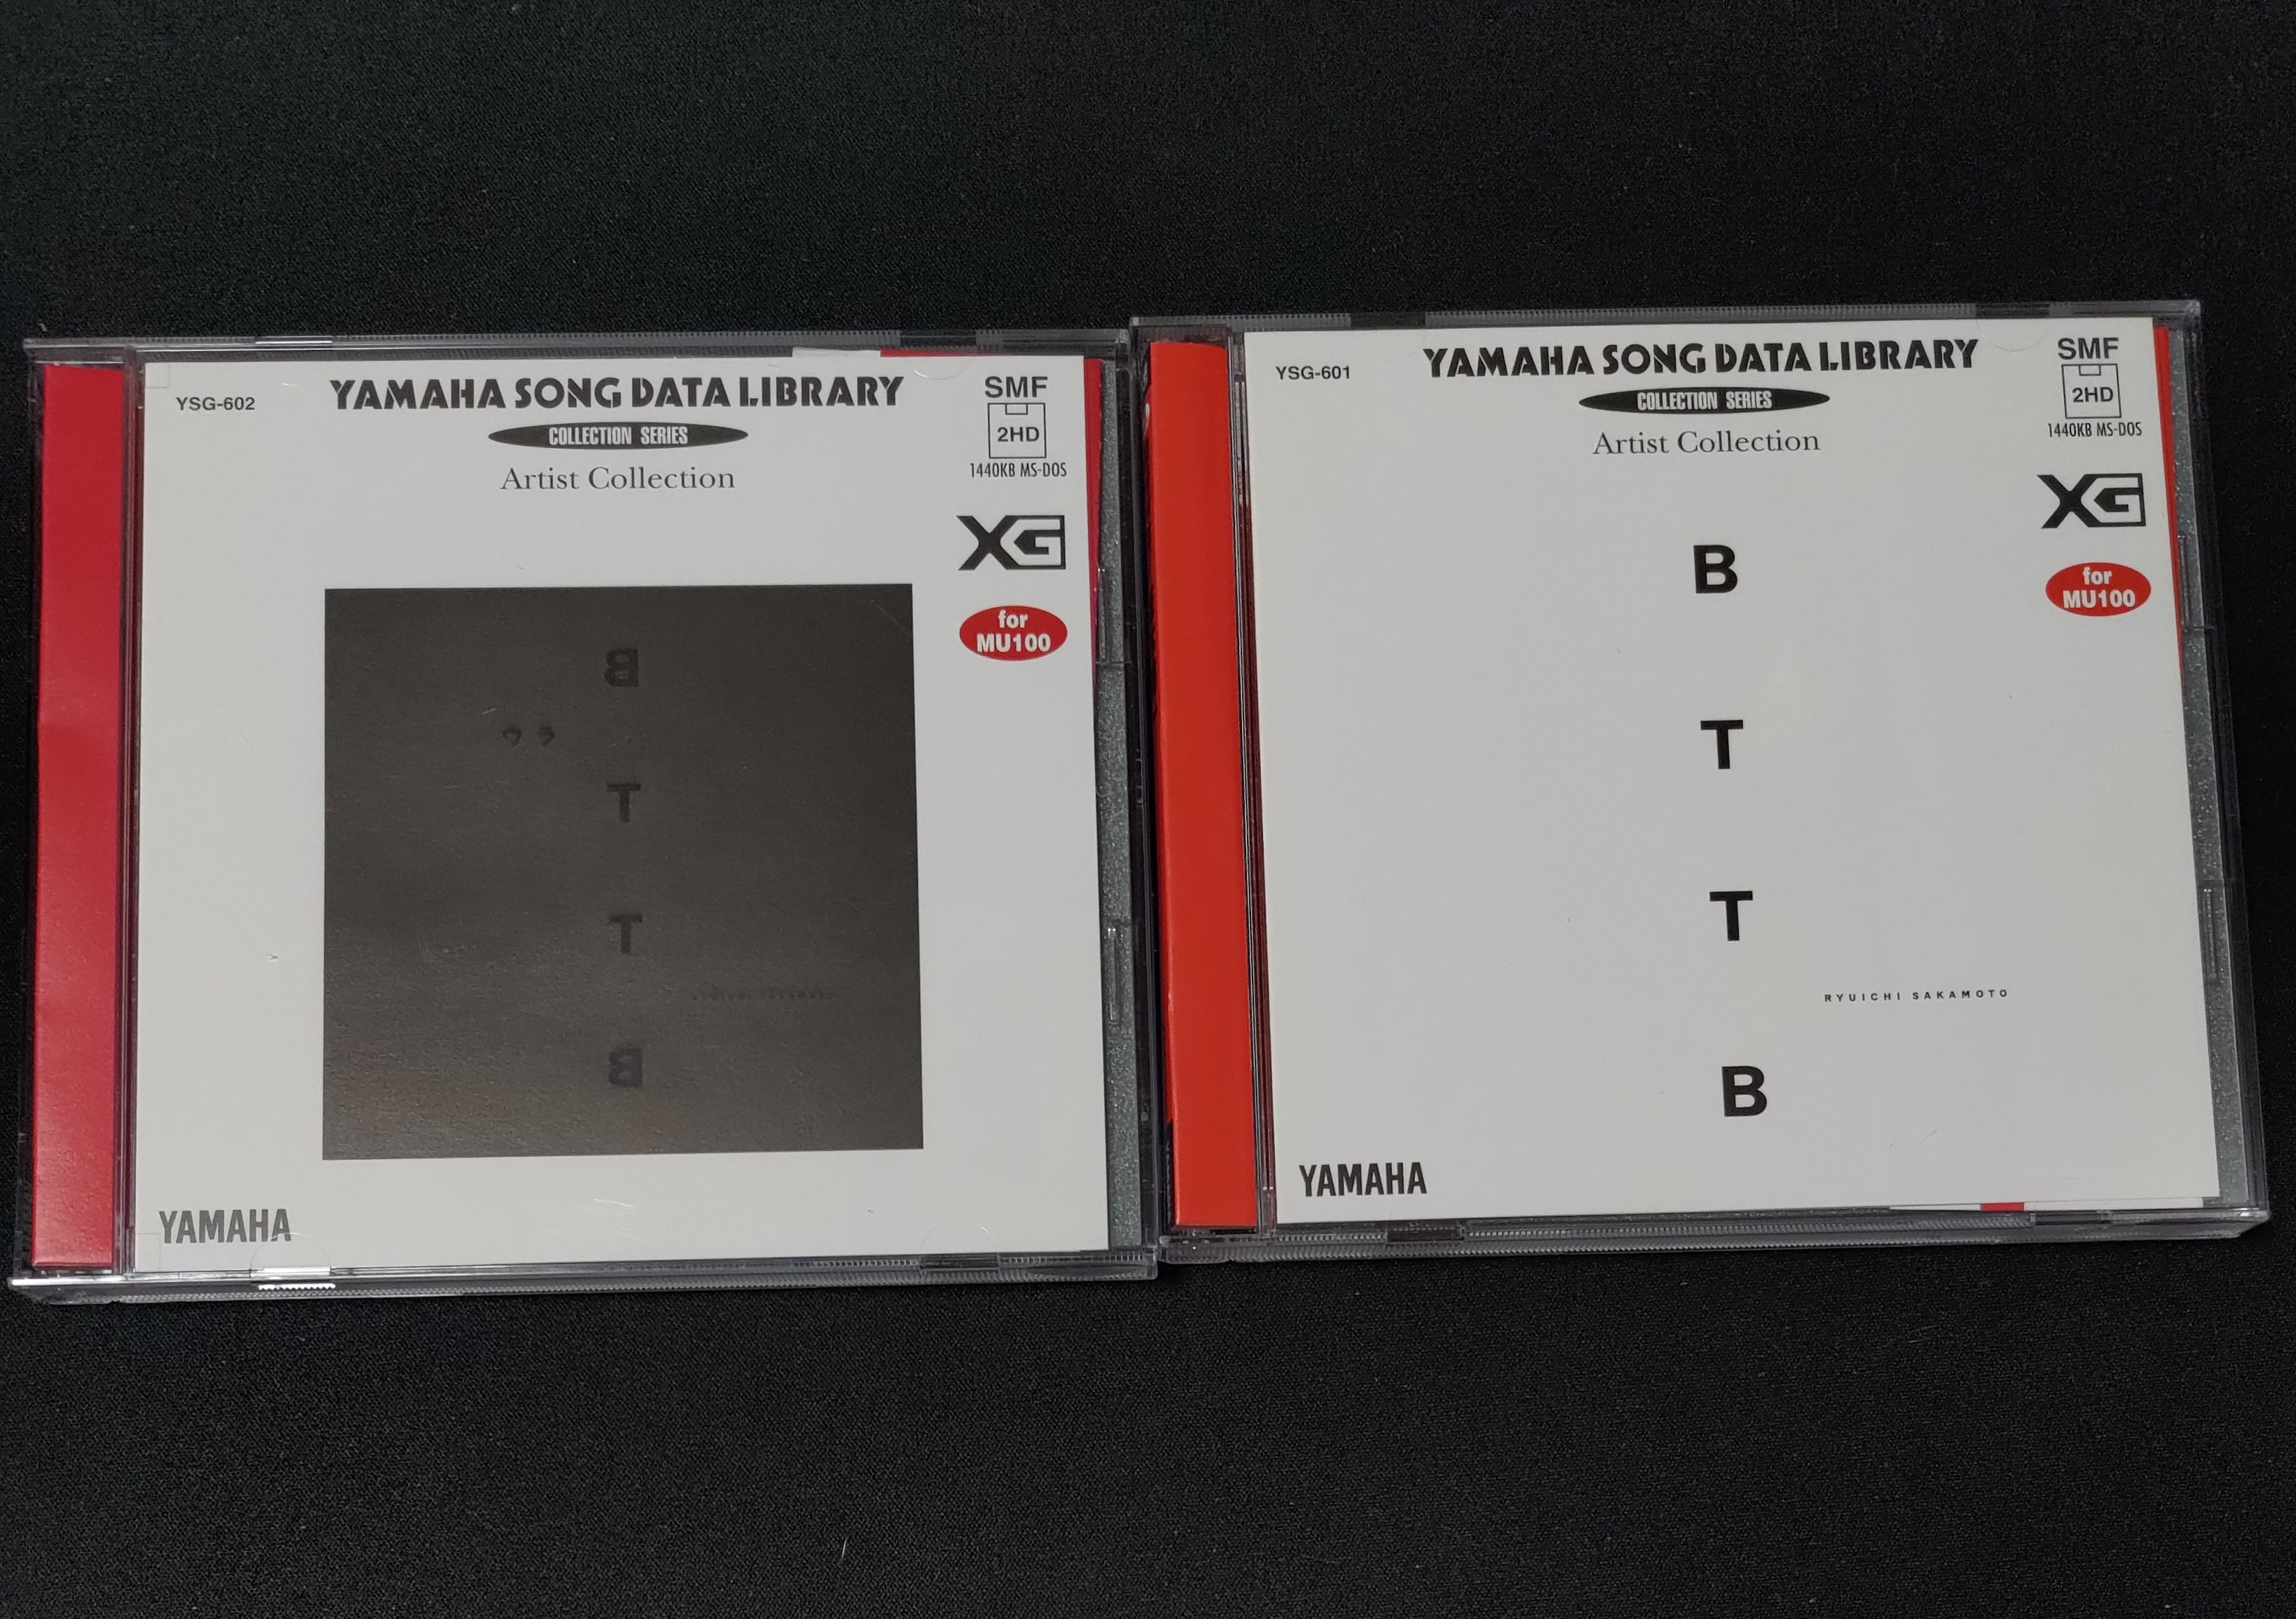 YSG-602
YAMAHA SONG DATA LIBRARY
COLLECTION SERIES
Artist Collection
SMF
2HD
1440KB MS-DOS
XG
for
MU100
B
ウラ
T
T
B
YAMAHA
YSG-601
YAMAHA SONG DATA LIBRARY
COLLECTION SERIES
Artist Collection
SMF
2HD
1440KB MS-DOS
XG
for
MU100
B
T
T
RYUICHI SAKAMOTO
B
YAMAHA